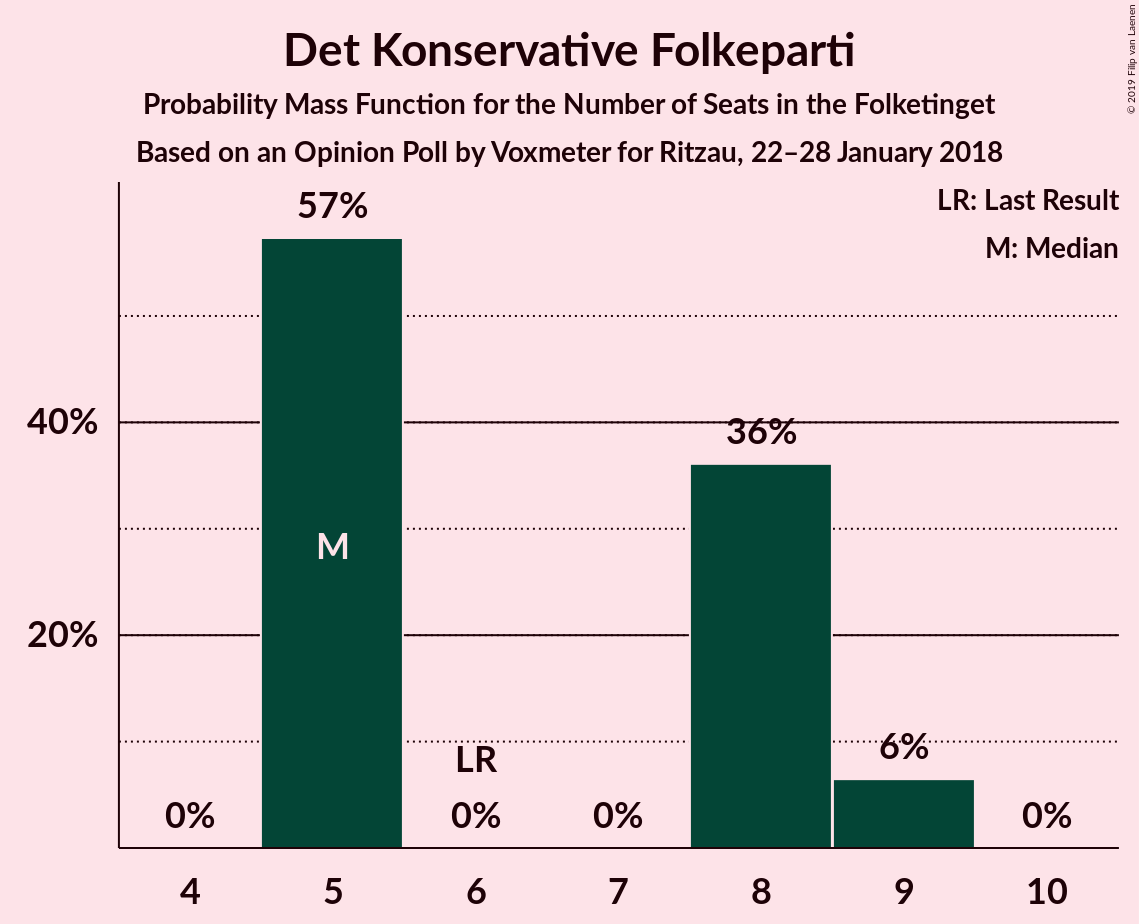 Det Konservative Folkeparti
Probability Mass Function for the Number of Seats in the Folketinget
Based on an Opinion Poll by Voxmeter for Ritzau, 22–28 January 2018
© 2019 Filip van Laenen
LR: Last Result
M: Median
57%
40%
36%
M
20%
LR
6%
0%
0%
0%
0%
4
5
6
7
8
9
10